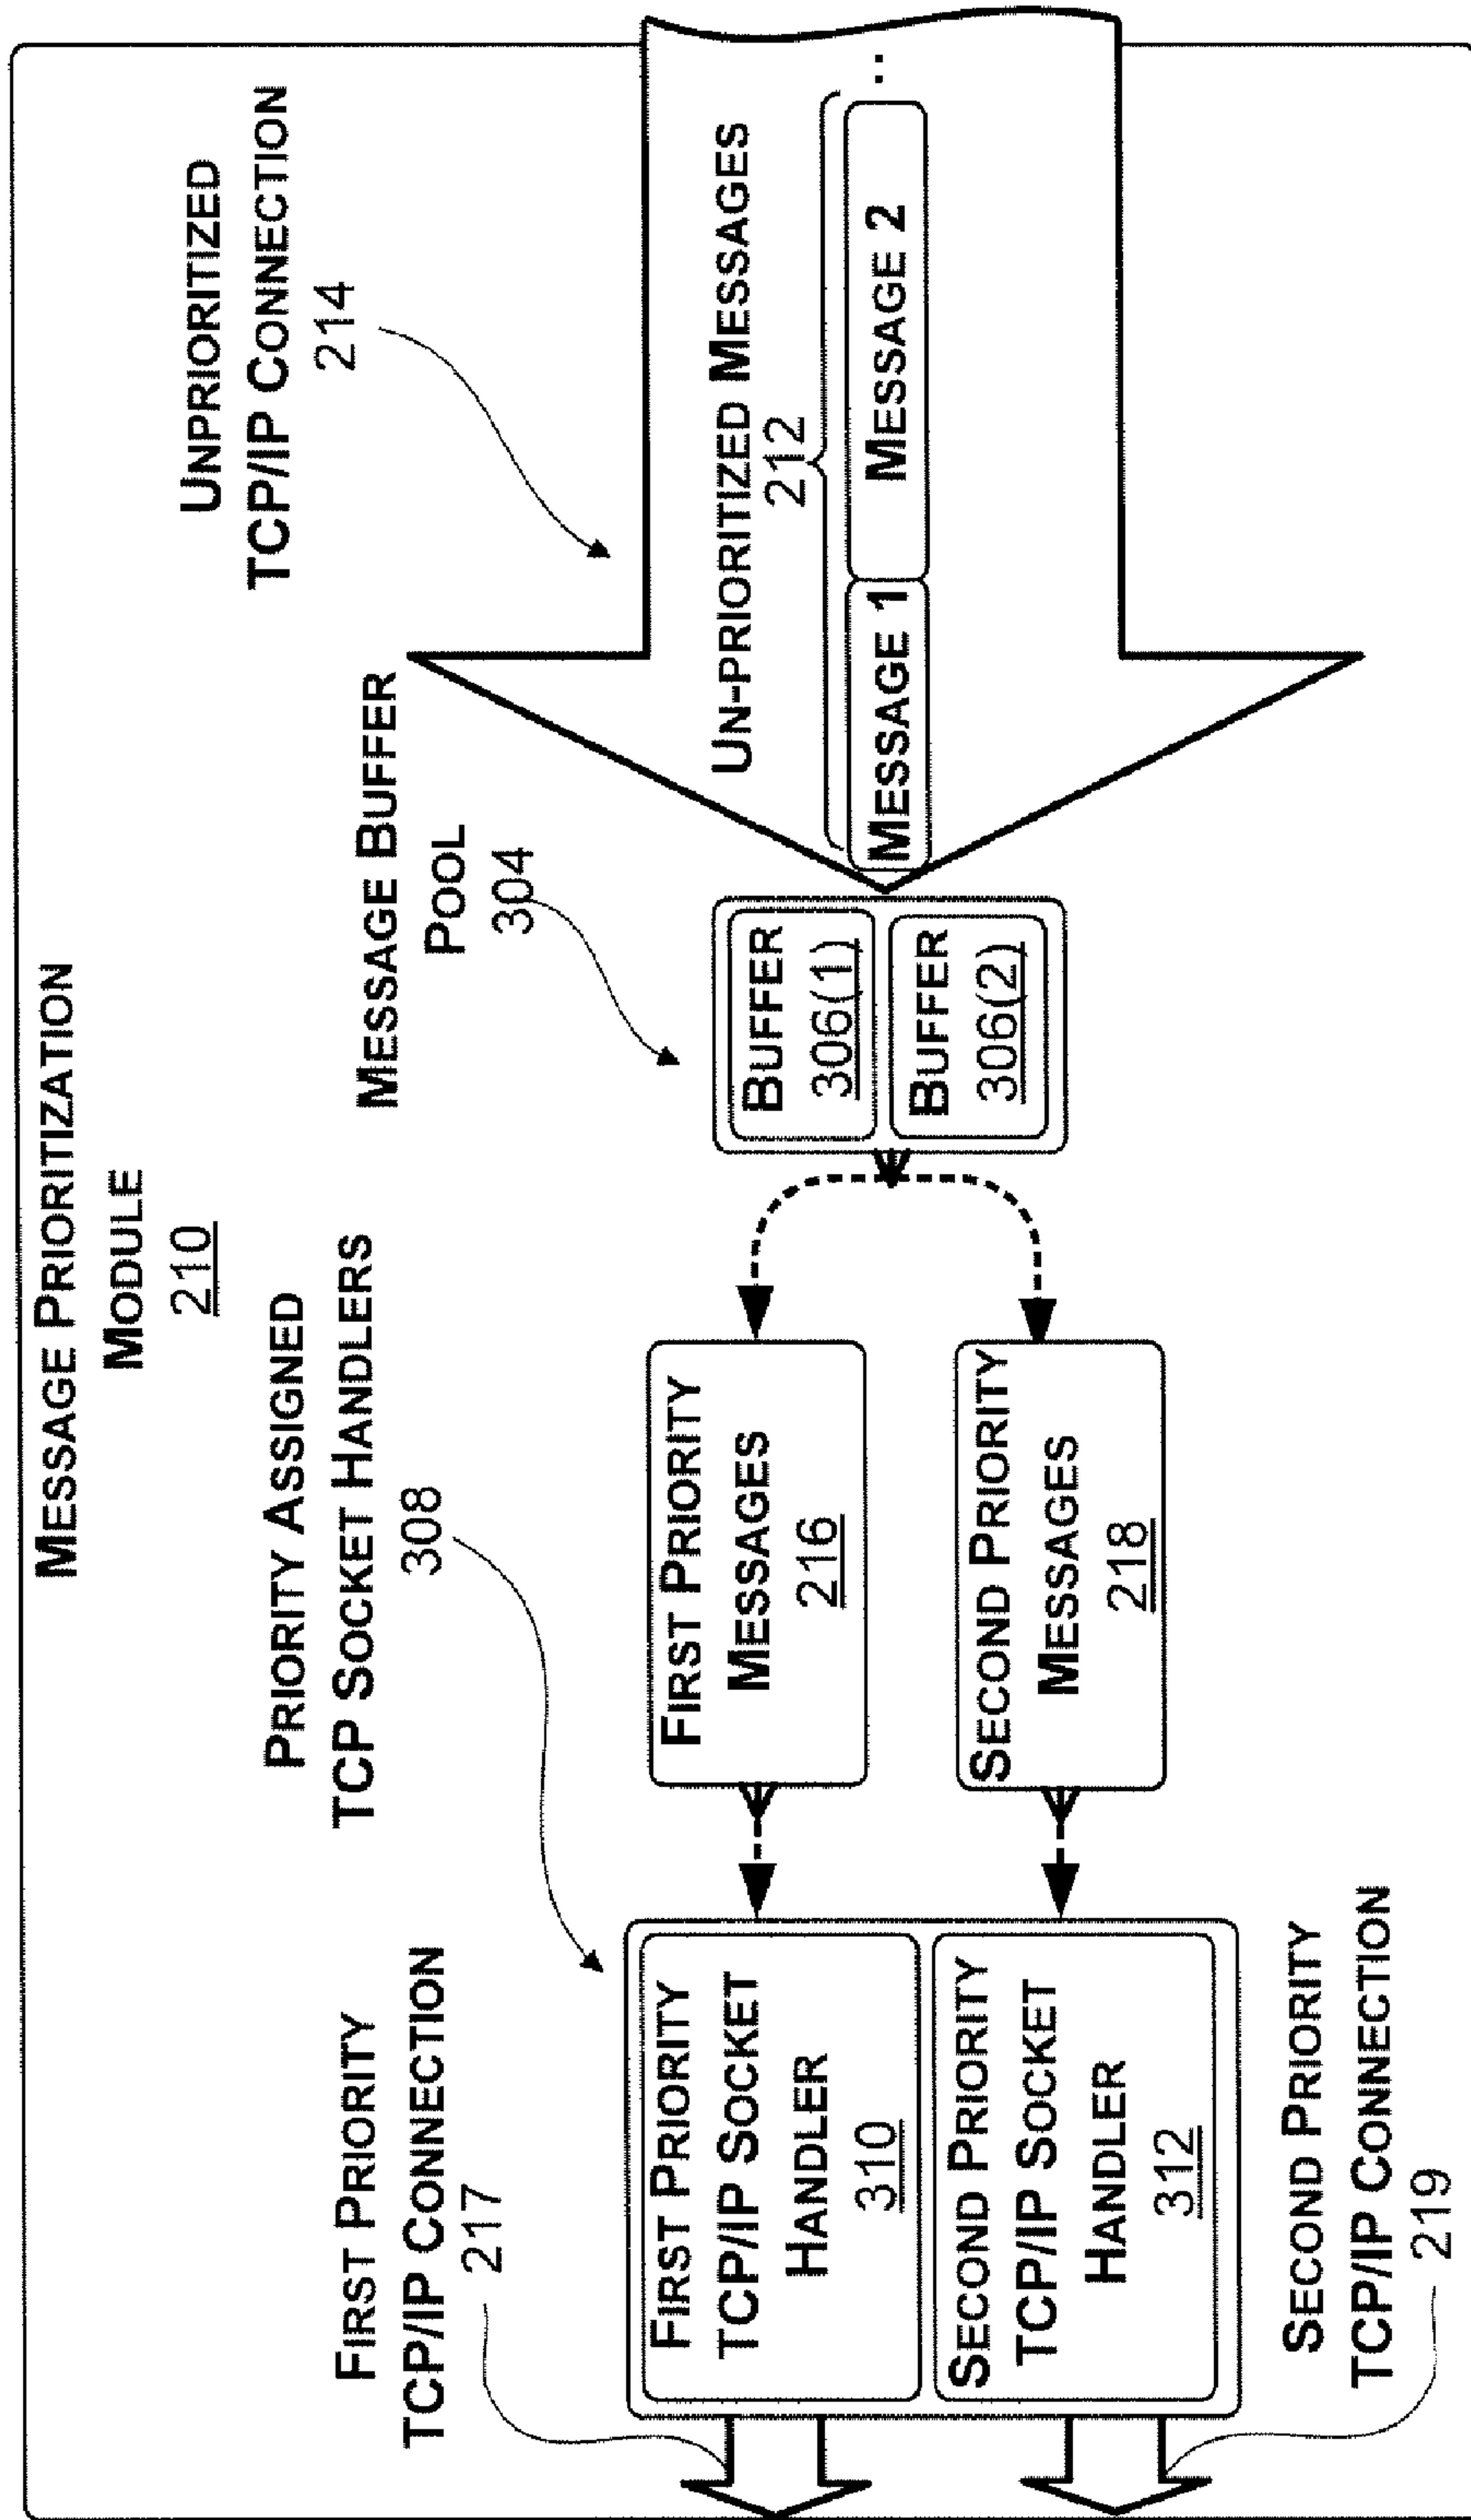 MESSAGE PRIORITIZATION
MODULE
210
UNPRIORITIZED
TCP/IP CONNECTION
214
PRIORITY ASSIGNED
TCP SOCKET HANDLERS
308
MESSAGE BUFFER
POOL
304
FIRST PRIORITY
TCP/IP CONNECTION
217
FIRST PRIORITY
TCP/IP SOCKET
HANDLER
310
SECOND PRIORITY
TCP/IP SOCKET
HANDLER
312
FIRST PRIORITY
MESSAGES
216
SECOND PRIORITY
MESSAGES
218
BUFFER
306(1)
BUFFER
306(2)
UN-PRIORITIZED MESSAGES
212
MESSAGE 1 MESSAGE 2 ..
SECOND PRIORITY
TCP/IP CONNECTION
219